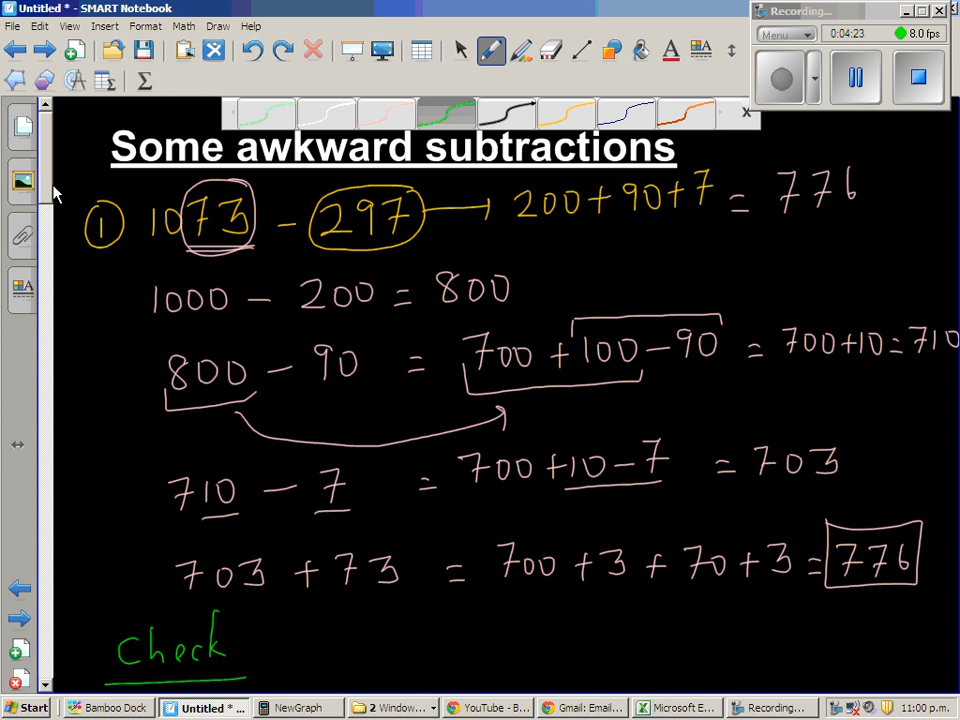 Untitled * - SMART Notebook
Recording...
File Edit View Insert Format Math Draw Help
Menu
0:04:23
8.0 fps
Some awkward subtractions
① 1073 - 297 → 200 + 90 + 7 = 776
1000 - 200 = 800
800 - 90 = 700 + 100 - 90 = 700 + 10 = 710
710 - 7 = 700 + 10 - 7 = 703
703 + 73 = 700 + 3 + 70 + 3 = 776
Check
Start Bamboo Dock Untitled * ... NewGraph 2 Window... YouTube - B... Gmail: Email... Microsoft E... Recording... 11:00 p.m.